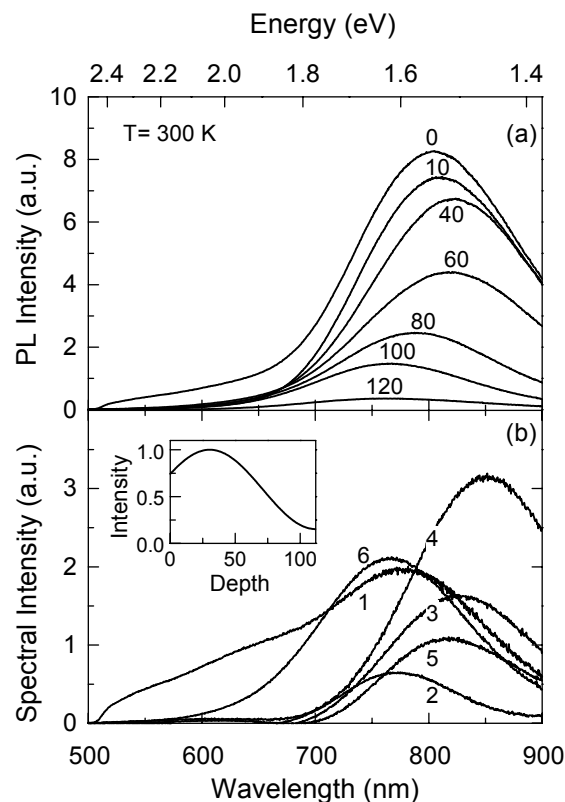 Energy (eV)
2.4 2.2 2.0 1.8 1.6 1.4
10
8
6
4
2
0
PL Intensity (a.u.)
T= 300 K
(a)
0
10
40
60
80
100
120
(b)
3
2
1
0
Spectral Intensity (a.u.)
1.0
0.5
0.0
Intensity
0 50 100
Depth
4
6
1
3
5
2
500 600 700 800 900
Wavelength (nm)